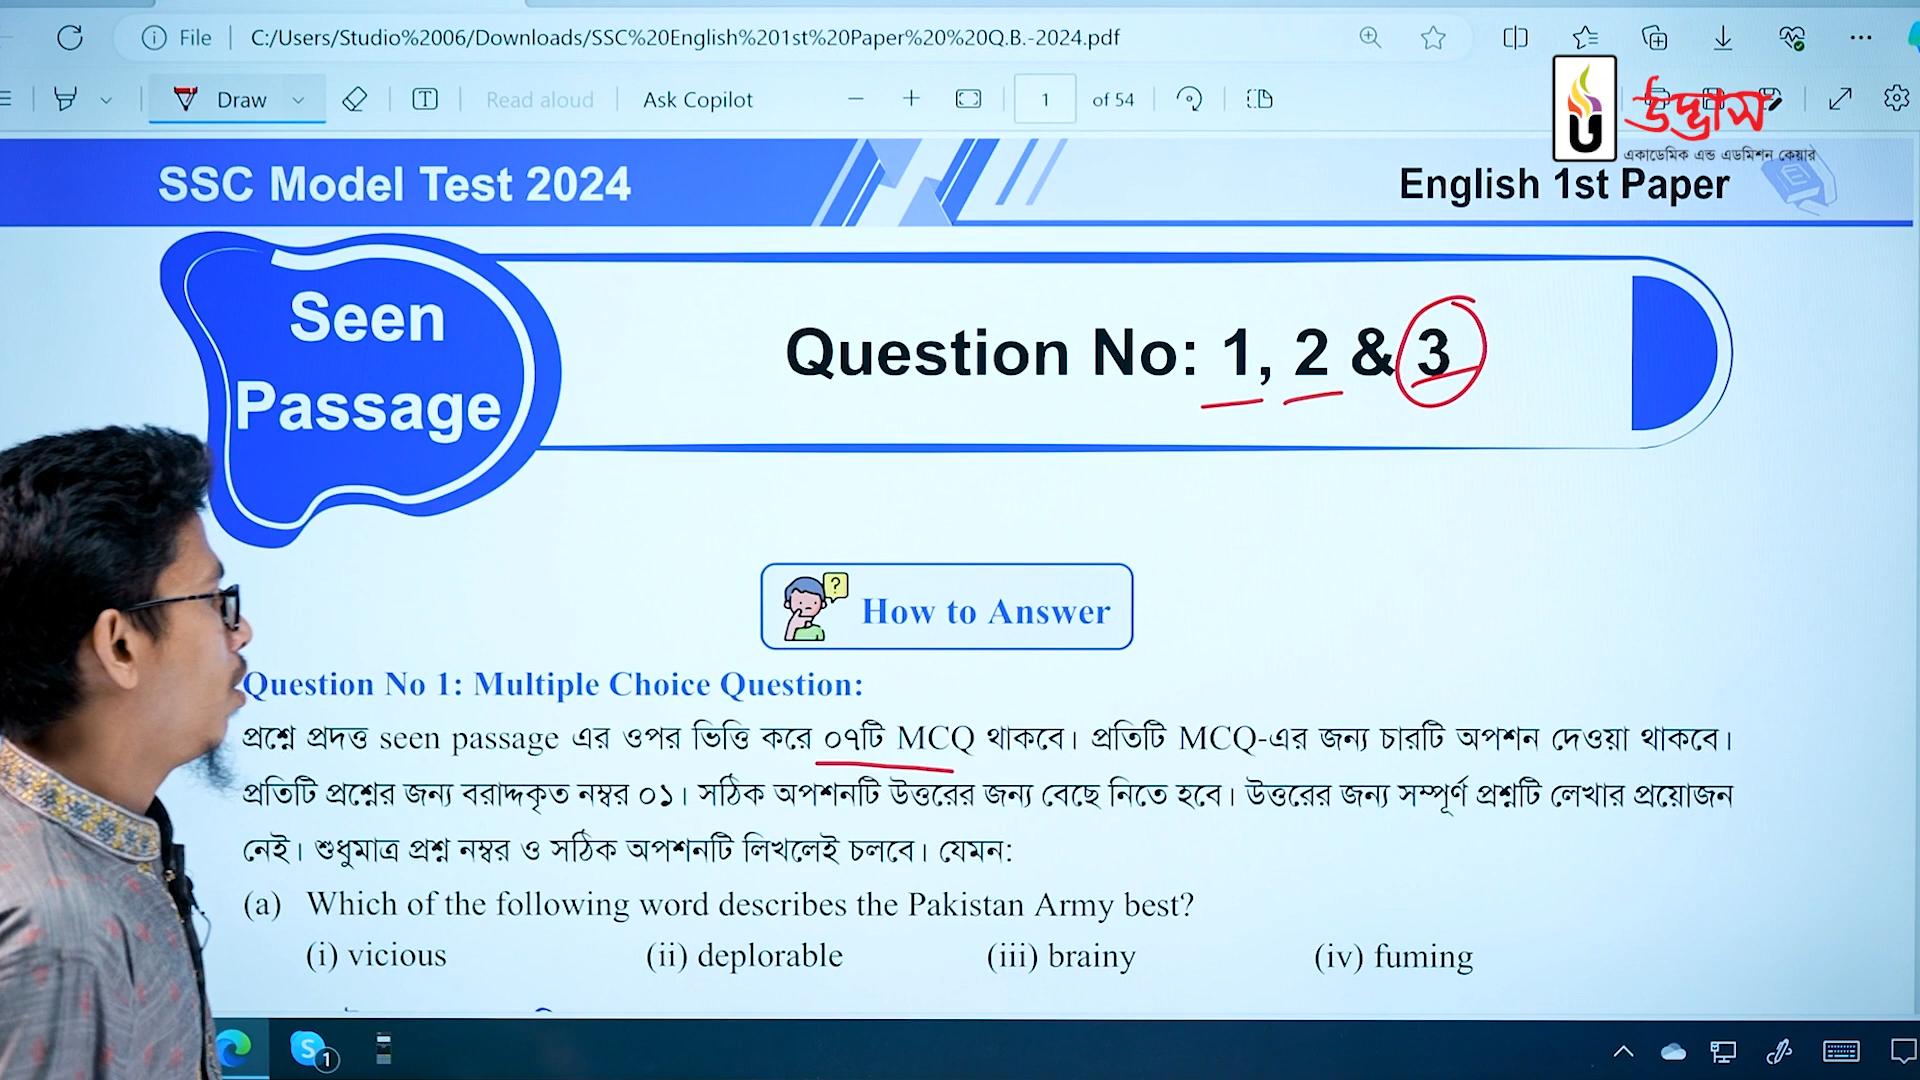 File
C:/Users/Studio%2006/Downloads/SSC%20English%201st%20Paper%20%20Q.B.-2024.pdf
Draw
Read aloud
Ask Copilot
1
of 54
উদ্ভাস
একাডেমিক এন্ড এডমিশন কেয়ার
SSC Model Test 2024
English 1st Paper
Seen
Passage
Question No: 1, 2 & 3
How to Answer
Question No 1: Multiple Choice Question:
প্রশ্নে প্রদত্ত seen passage এর ওপর ভিত্তি করে ০৭টি MCQ থাকবে। প্রতিটি MCQ-এর জন্য চারটি অপশন দেওয়া থাকবে।
প্রতিটি প্রশ্নের জন্য বরাদ্দকৃত নম্বর ০১। সঠিক অপশনটি উত্তরের জন্য বেছে নিতে হবে। উত্তরের জন্য সম্পূর্ণ প্রশ্নটি লেখার প্রয়োজন
নেই। শুধুমাত্র প্রশ্ন নম্বর ও সঠিক অপশনটি লিখলেই চলবে। যেমন:
(a) Which of the following word describes the Pakistan Army best?
(i) vicious (ii) deplorable (iii) brainy (iv) fuming
1